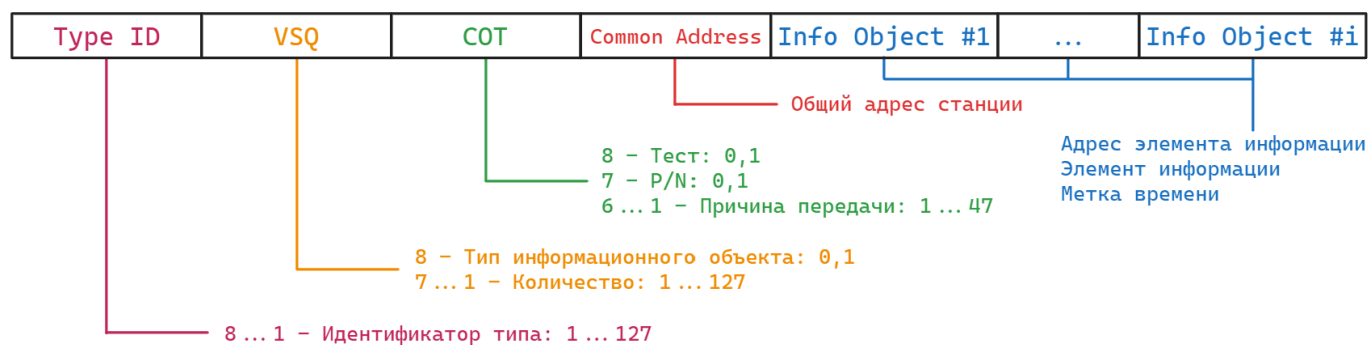 Type ID VSQ COT Common Address Info Object #1 ... Info Object #i
Общий адрес станции
Адрес элемента информации
Элемент информации
Метка времени
8 – Тест: 0,1
7 – P/N: 0,1
6...1 – Причина передачи: 1...47
8 – Тип информационного объекта: 0,1
7...1 – Количество: 1...127
8...1 – Идентификатор типа: 1...127